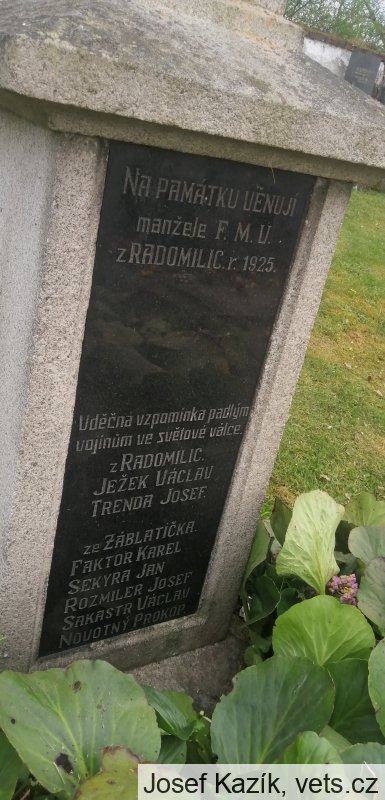 Na památku věnují
manžele F. M. U.
z Radomilic. r. 1925.
Uděčná vzpomínka padlým
vojínům ve světové válce.
z Radomilic.
Ježek Václav
Trenda Josef.
ze Záblatíčka.
Faktor Karel
Sekyra Jan
Rozmiler Josef
Sakastr Václav
Novotný Prokop
Josef Kazík, vets.cz